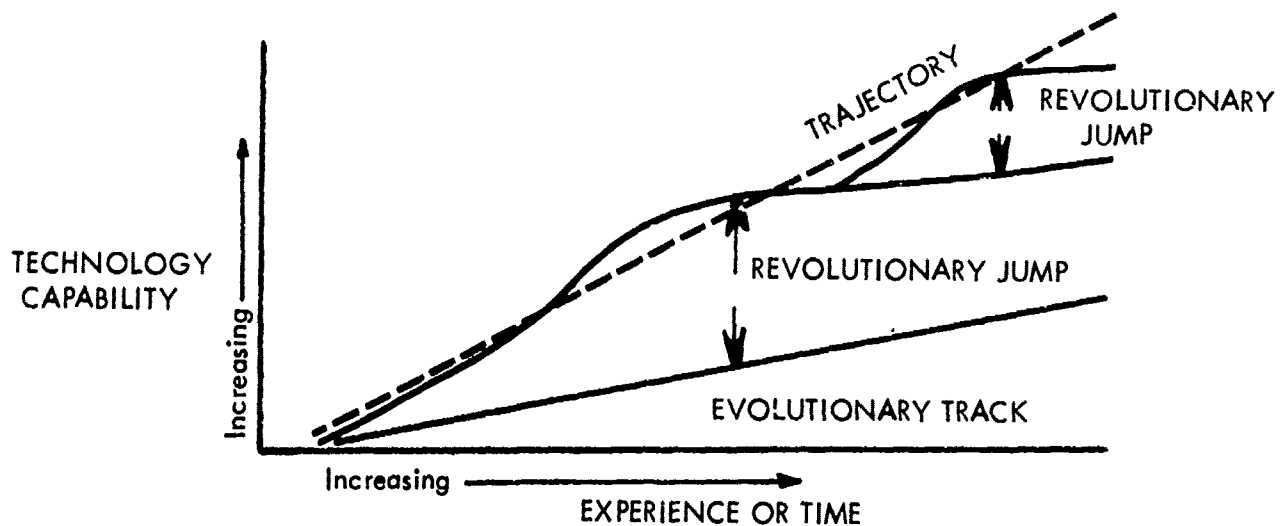 TRAJECTORY
REVOLUTIONARY
JUMP
TECHNOLOGY
CAPABILITY
Increasing
REVOLUTIONARY JUMP
EVOLUTIONARY TRACK
Increasing
EXPERIENCE OR TIME